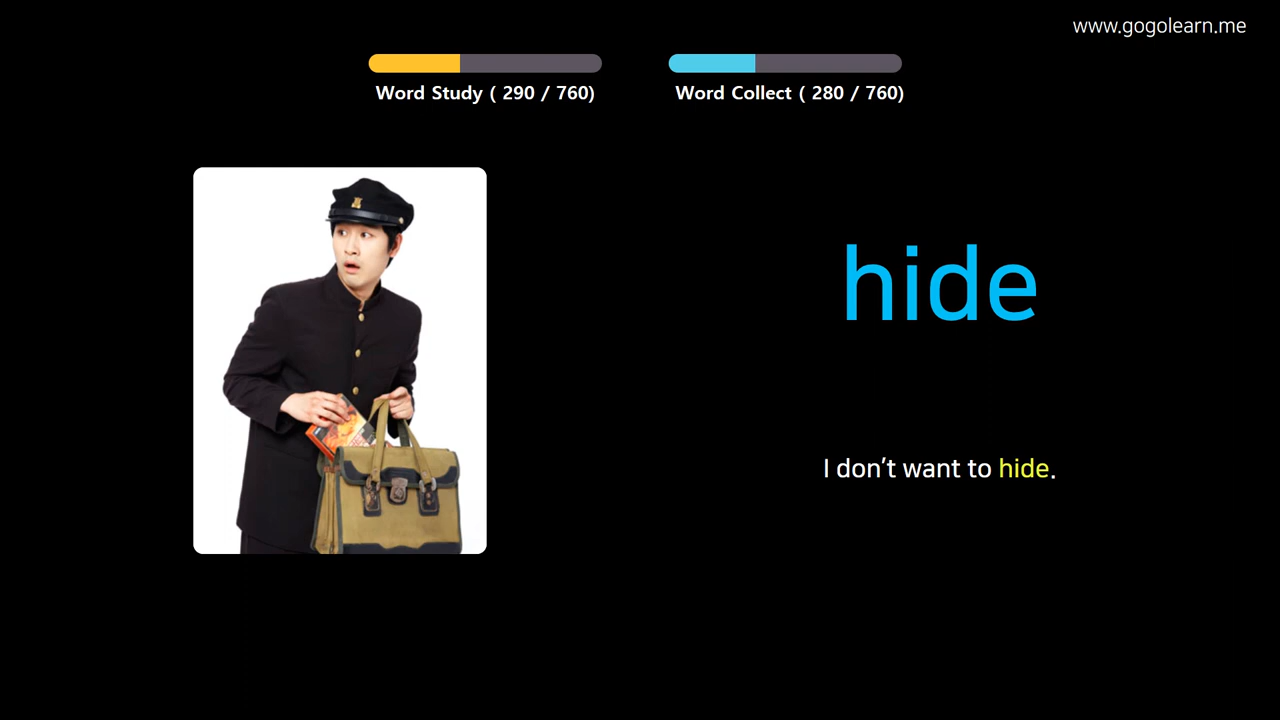 www.gogolearn.me
Word Study ( 290 / 760)
Word Collect ( 280 / 760)
hide
I don't want to hide.